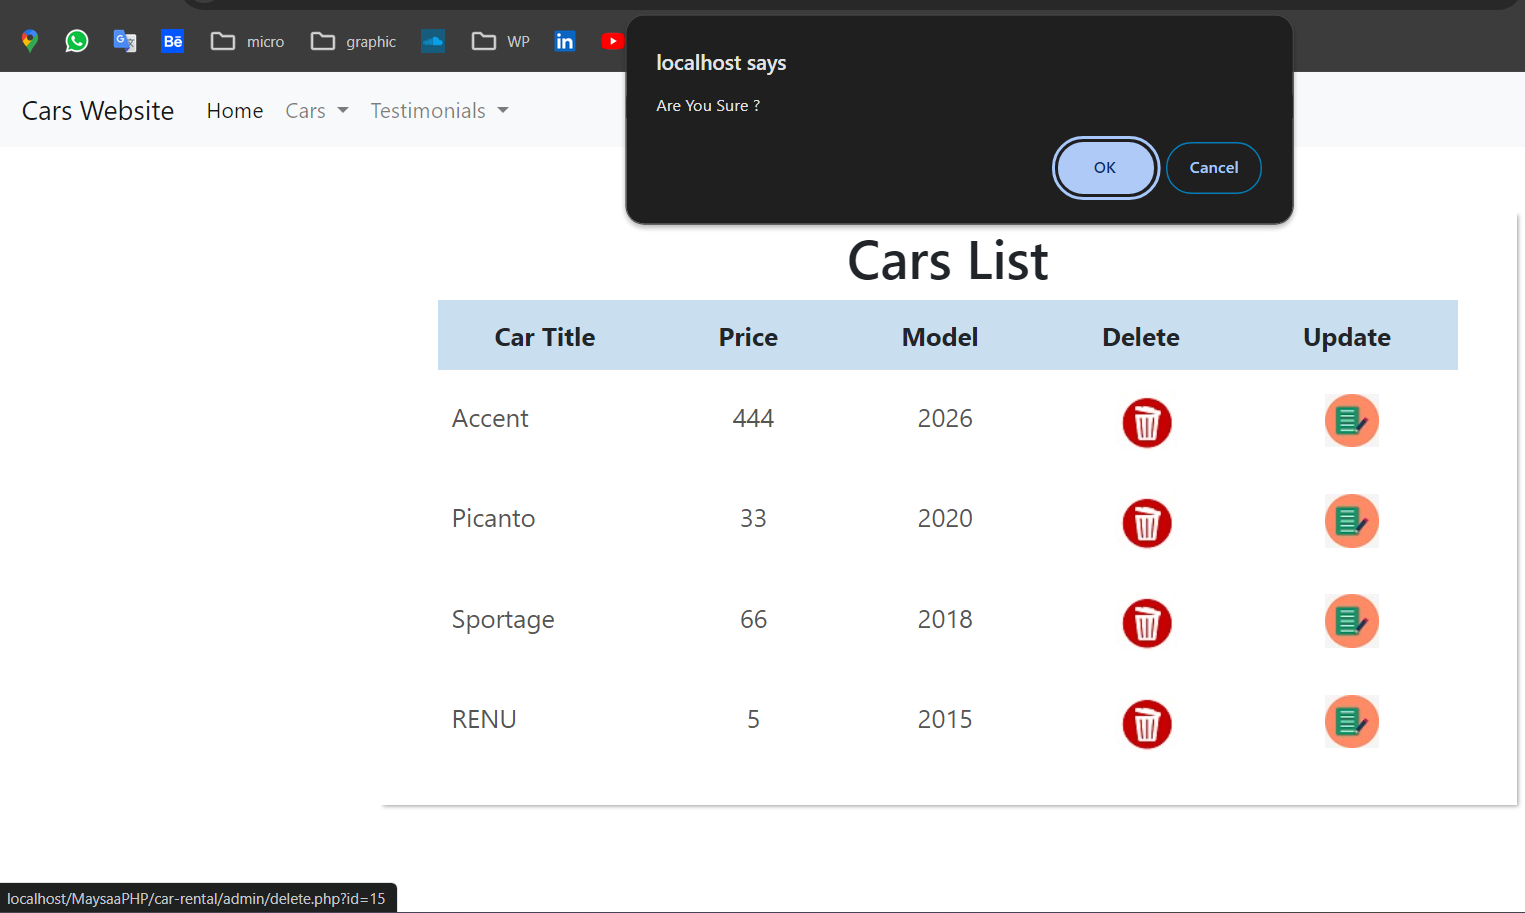 micro graphic WP in
Bē
localhost says
Are You Sure ?
OK Cancel
Cars Website Home Cars Testimonials
Cars List
Car Title Price Model Delete Update
Accent 444 2026
Picanto 33 2020
Sportage 66 2018
RENU 5 2015
localhost/MaysaaPHP/car-rental/admin/delete.php?id=15